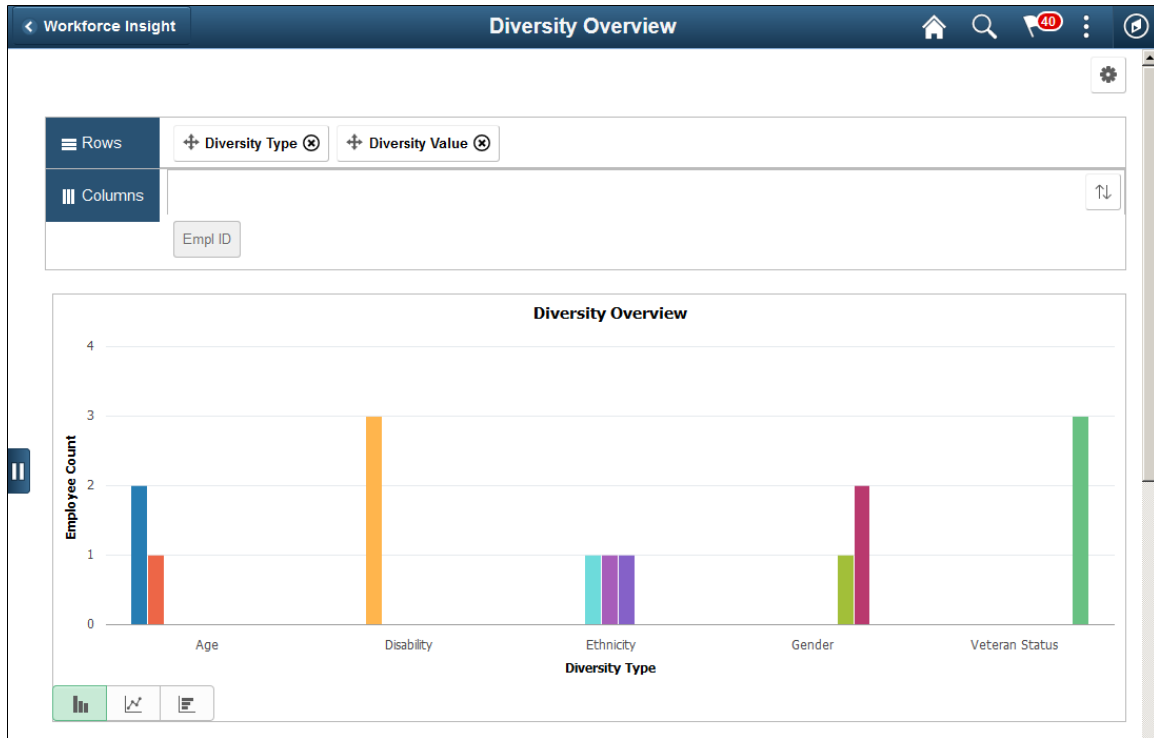 Workforce Insight
Diversity Overview
40
Rows
Diversity Type
Diversity Value
Columns
Empl ID
Diversity Overview
Employee Count
4
3
2
1
0
Age
Disability
Ethnicity
Gender
Veteran Status
Diversity Type